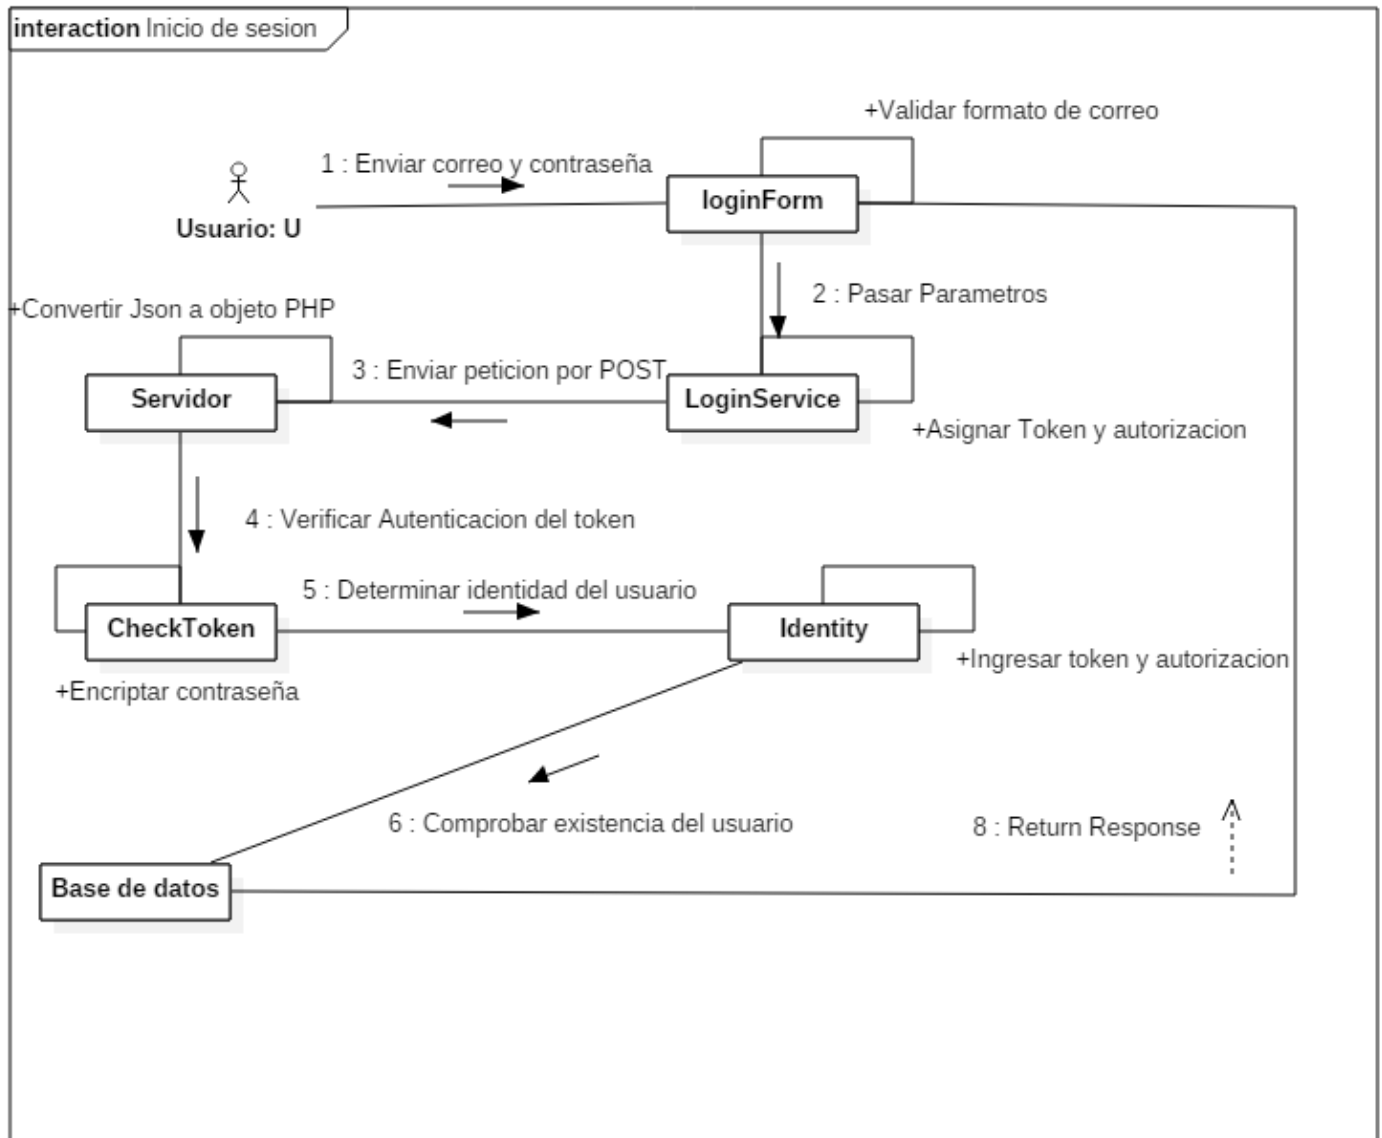 interaction Inicio de sesion
+Validar formato de correo
1 : Enviar correo y contraseña
loginForm
Usuario: U
2 : Pasar Parametros
+Convertir Json a objeto PHP
3 : Enviar peticion por POST
Servidor
LoginService
+Asignar Token y autorizacion
4 : Verificar Autenticacion del token
5 : Determinar identidad del usuario
CheckToken
Identity
+Ingresar token y autorizacion
+Encriptar contraseña
6 : Comprobar existencia del usuario
8 : Return Response
Base de datos